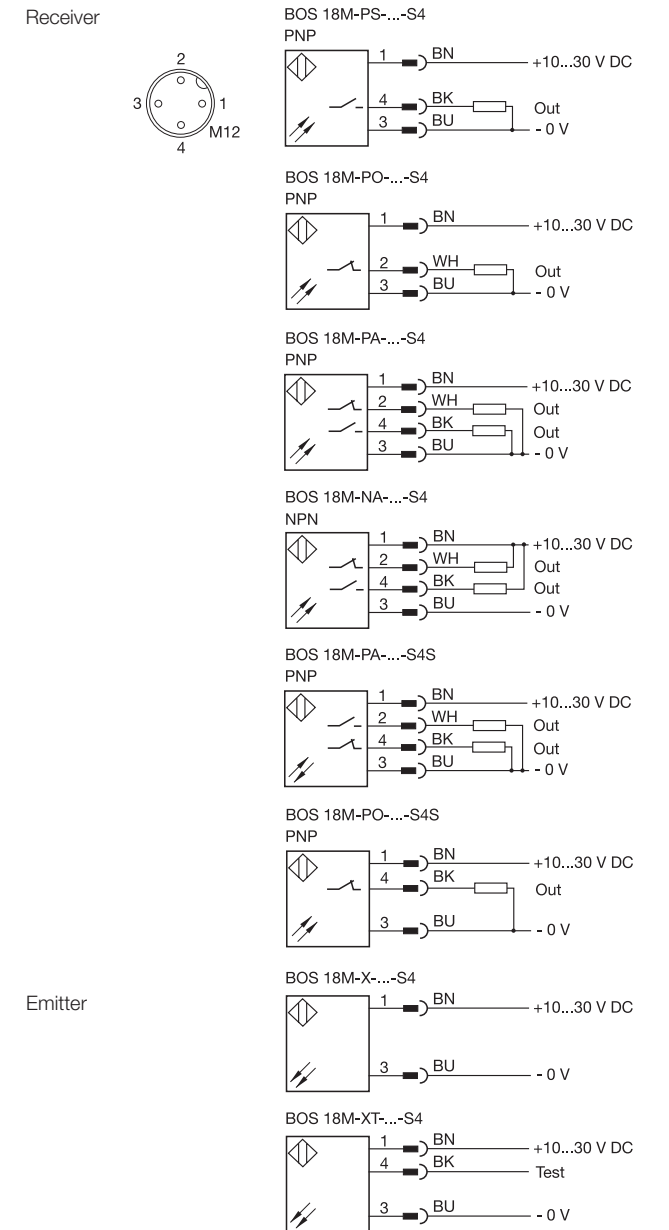 Receiver
2
3
1
M12
4
BOS 18M-PS-...-S4
PNP
1 BN +10...30 V DC
4 BK Out
3 BU - 0 V
BOS 18M-PO-...-S4
PNP
1 BN +10...30 V DC
2 WH Out
3 BU - 0 V
BOS 18M-PA-...-S4
PNP
1 BN +10...30 V DC
2 WH Out
4 BK Out
3 BU - 0 V
BOS 18M-NA-...-S4
NPN
1 BN +10...30 V DC
2 WH Out
4 BK Out
3 BU - 0 V
BOS 18M-PA-...-S4S
PNP
1 BN +10...30 V DC
2 WH Out
4 BK Out
3 BU - 0 V
BOS 18M-PO-...-S4S
PNP
1 BN +10...30 V DC
4 BK Out
3 BU - 0 V
Emitter
BOS 18M-X-...-S4
1 BN +10...30 V DC
3 BU - 0 V
BOS 18M-XT-...-S4
1 BN +10...30 V DC
4 BK Test
3 BU - 0 V